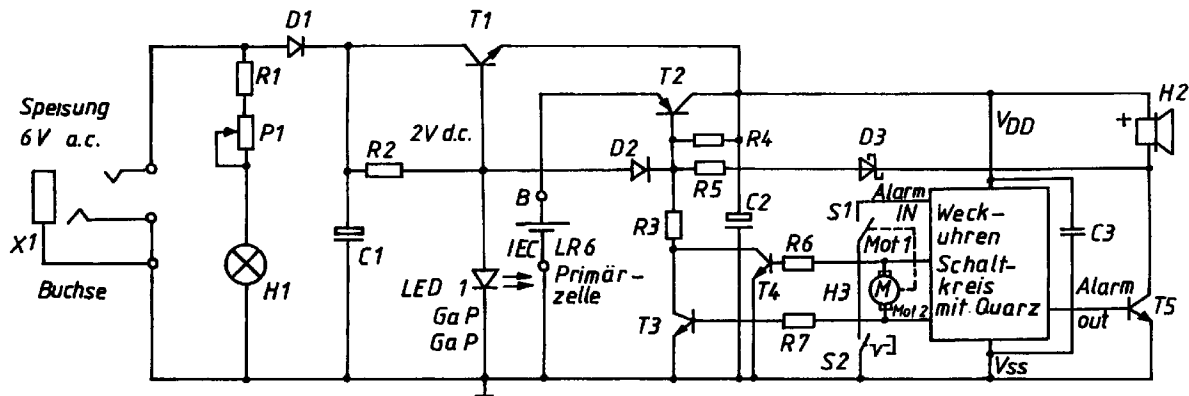 D1
T1
R1
T2
H2
Speisung
6V a.c.
P1
2V d.c.
VDD
+
R4
R2
D2
D3
R5
B
Alarm
IN
S1
Weck-
uhren
Schalt-
kreis
mit Quarz
C2
R3
X1
C1
IEC LR6
R6
Mot 1
C3
Buchse
H1
LED 1
Primär-
zelle
T4
H3
M
Mot 2
Alarm
out
Ga P
Ga P
T3
R7
T5
S2
VSS